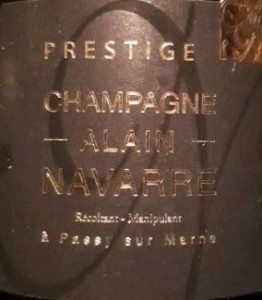 PRESTIGE
CHAMPAGNE
— ALAIN —
NAVARRE
Récoltant - Manipulant
à Passy sur Marne